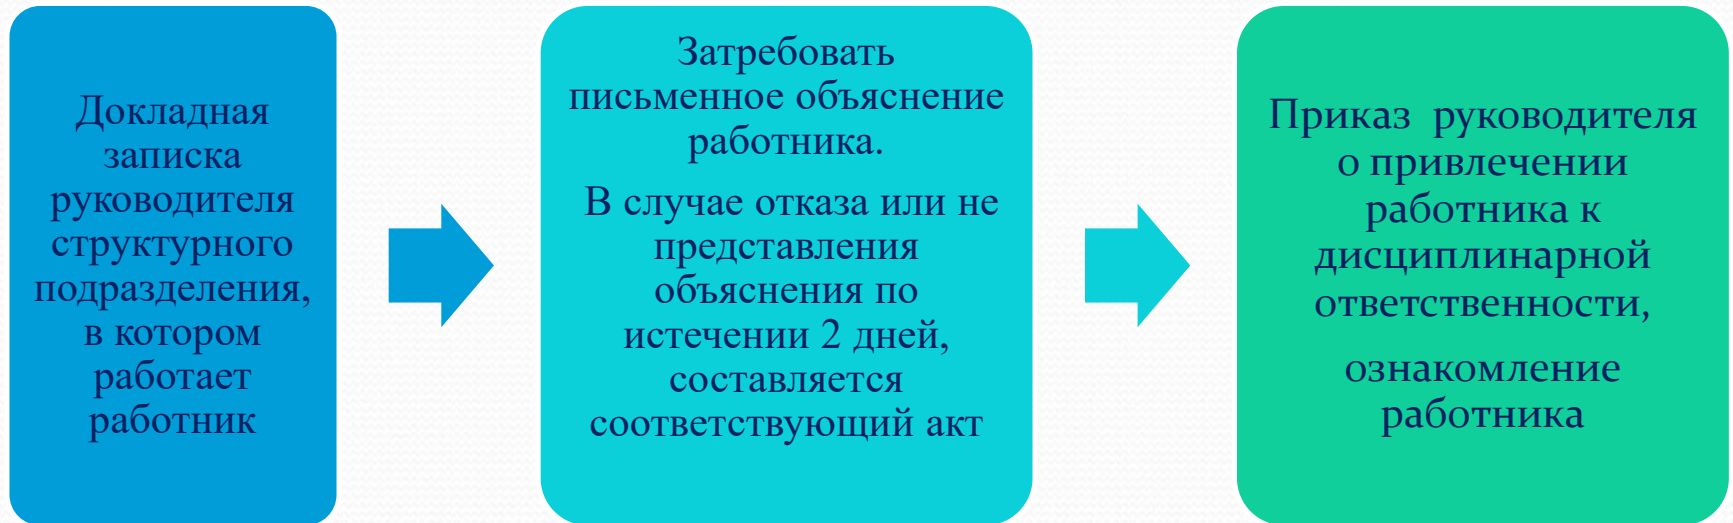 Докладная
записка
руководителя
структурного
подразделения,
в котором
работает
работник
Затребовать
письменное объяснение
работника.
В случае отказа или не
представления
объяснения по
истечении 2 дней,
составляется
соответствующий акт
Приказ руководителя
о привлечении
работника к
дисциплинарной
ответственности,
ознакомление
работника